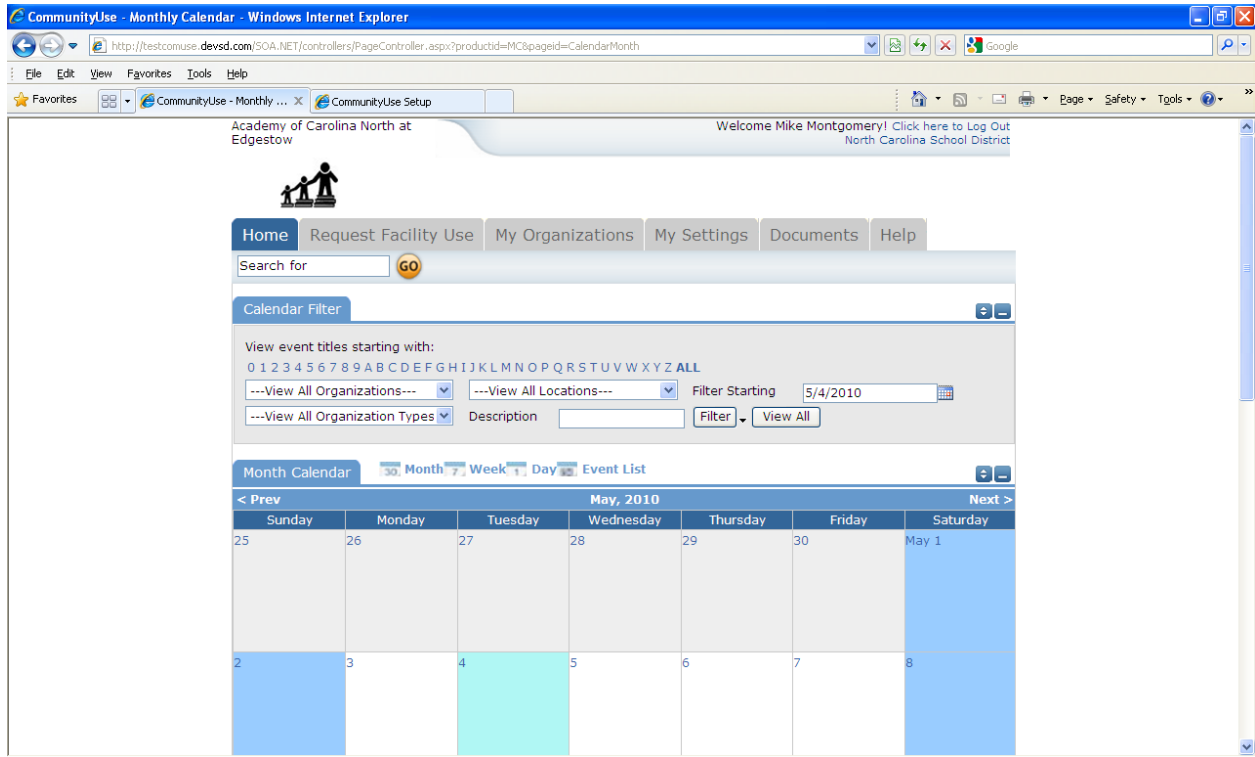 CommunityUse - Monthly Calendar - Windows Internet Explorer
http://testcomuse.devsd.com/SOA.NET/controllers/PageController.aspx?productid=MC&pageid=CalendarMonth Google
File Edit View Favorites Tools Help
Favorites CommunityUse - Monthly ... X CommunityUse Setup Page Safety Tools »
Academy of Carolina North at Welcome Mike Montgomery! Click here to Log Out
Edgestow North Carolina School District
Home Request Facility Use My Organizations My Settings Documents Help
Search for GO
Calendar Filter
View event titles starting with:
0 1 2 3 4 5 6 7 8 9 A B C D E F G H I J K L M N O P Q R S T U V W X Y Z ALL
---View All Organizations--- ---View All Locations--- Filter Starting 5/4/2010
---View All Organization Types Description Filter View All
Month Calendar 30 Month 7 Week 1 Day Event List
< Prev May, 2010 Next >
Sunday Monday Tuesday Wednesday Thursday Friday Saturday
25 26 27 28 29 30 May 1
2 3 4 5 6 7 8